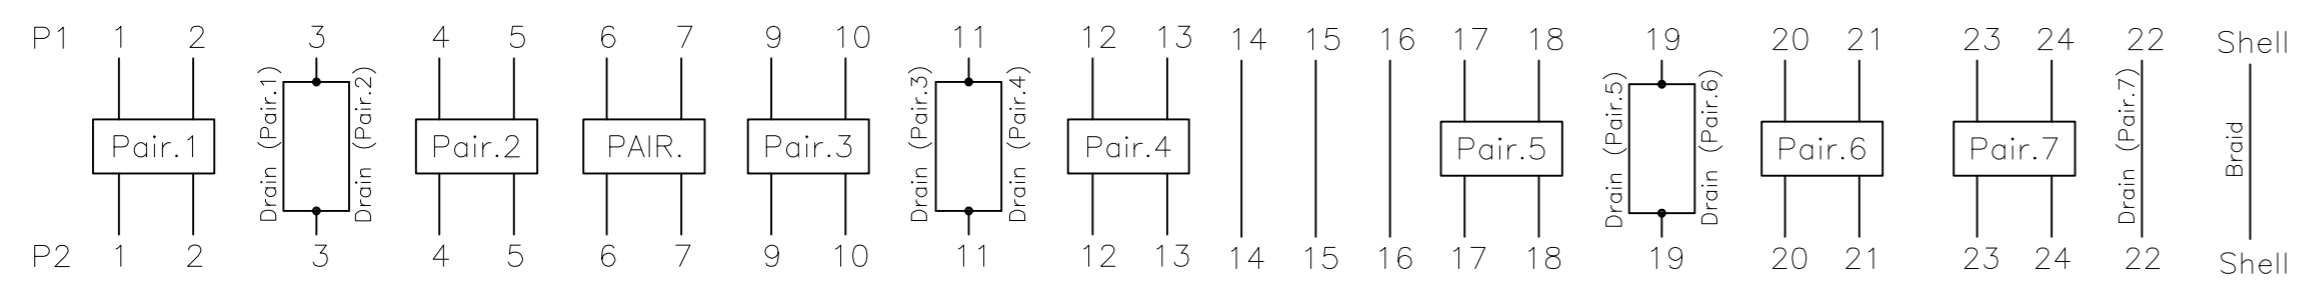 P1 1 2 3 4 5 6 7 9 10 11 12 13 14 15 16 17 18 19 20 21 23 24 22 Shell
Drain (Pair.1)
Drain (Pair.2)
Drain (Pair.3)
Drain (Pair.4)
Drain (Pair.5)
Drain (Pair.6)
Drain (Pair.7)
Braid
Pair.1 Pair.2 PAIR. Pair.3 Pair.4 Pair.5 Pair.6 Pair.7
P2 1 2 3 4 5 6 7 9 10 11 12 13 14 15 16 17 18 19 20 21 23 24 22 Shell